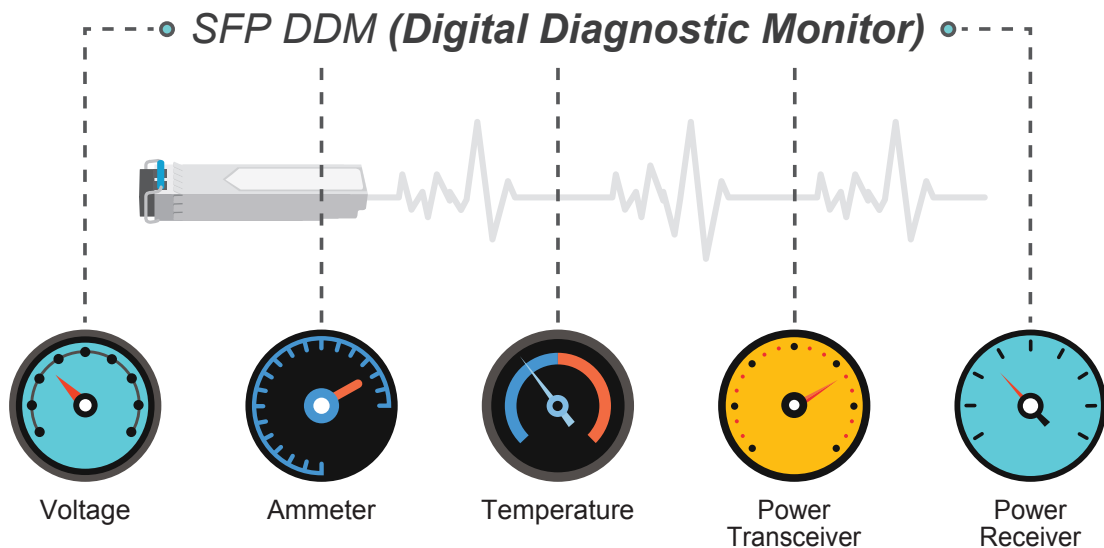 SFP DDM (Digital Diagnostic Monitor)
Voltage
Ammeter
Temperature
Power
Transceiver
Power
Receiver